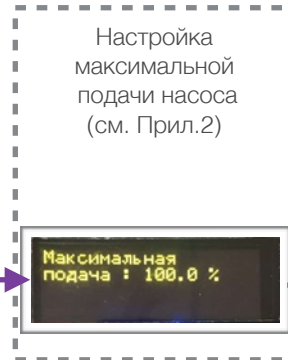 Настройка
максимальной
подачи насоса
(см. Прил.2)
Максимальная
подача : 100.0 %